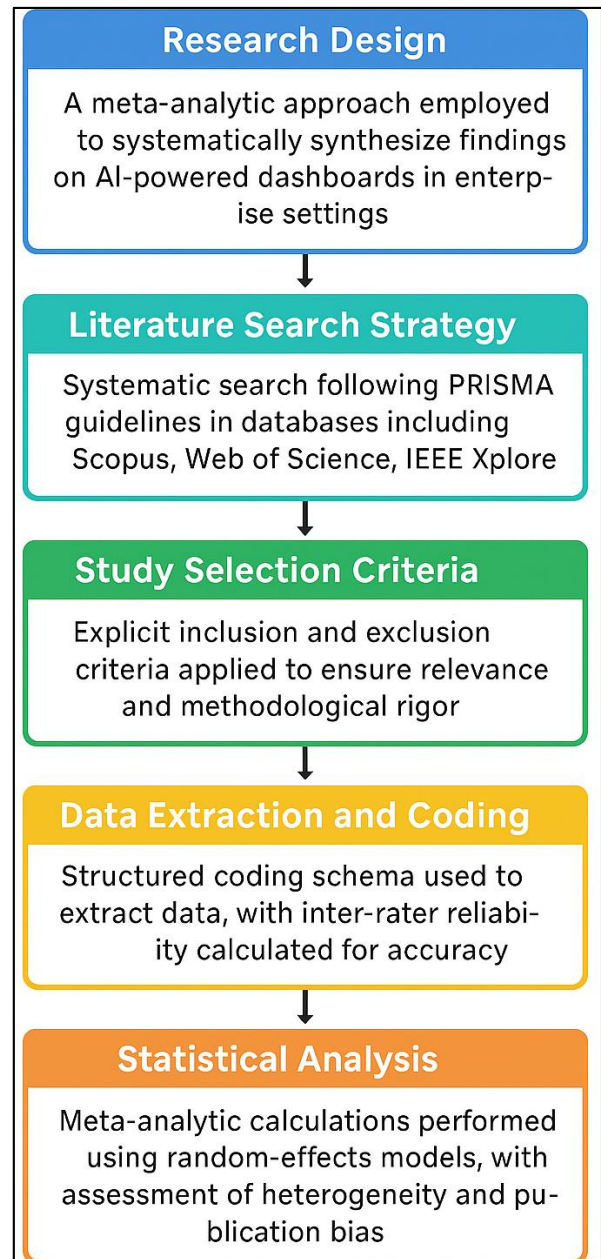 Research Design
A meta-analytic approach employed
to systematically synthesize findings
on AI-powered dashboards in enterp-
ise settings
Literature Search Strategy
Systematic search following PRISMA
guidelines in databases including
Scopus, Web of Science, IEEE Xplore
Study Selection Criteria
Explicit inclusion and exclusion
criteria applied to ensure relevance
and methodological rigor
Data Extraction and Coding
Structured coding schema used to
extract data, with inter-rater reliabi-
ity calculated for accuracy
Statistical Analysis
Meta-analytic calculations performed
using random-effects models, with
assessment of heterogeneity and pu-
blication bias